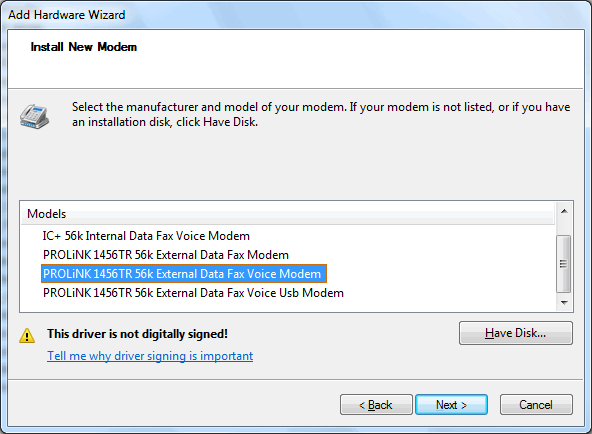 Add Hardware Wizard
Install New Modem
Select the manufacturer and model of your modem. If your modem is not listed, or if you have
an installation disk, click Have Disk.
Models
IC+ 56k Internal Data Fax Voice Modem
PROLiNK 1456TR 56k External Data Fax Modem
PROLiNK 1456TR 56k External Data Fax Voice Modem
PROLiNK 1456TR 56k External Data Fax Voice Usb Modem
This driver is not digitally signed!
Have Disk...
Tell me why driver signing is important
< Back
Next >
Cancel